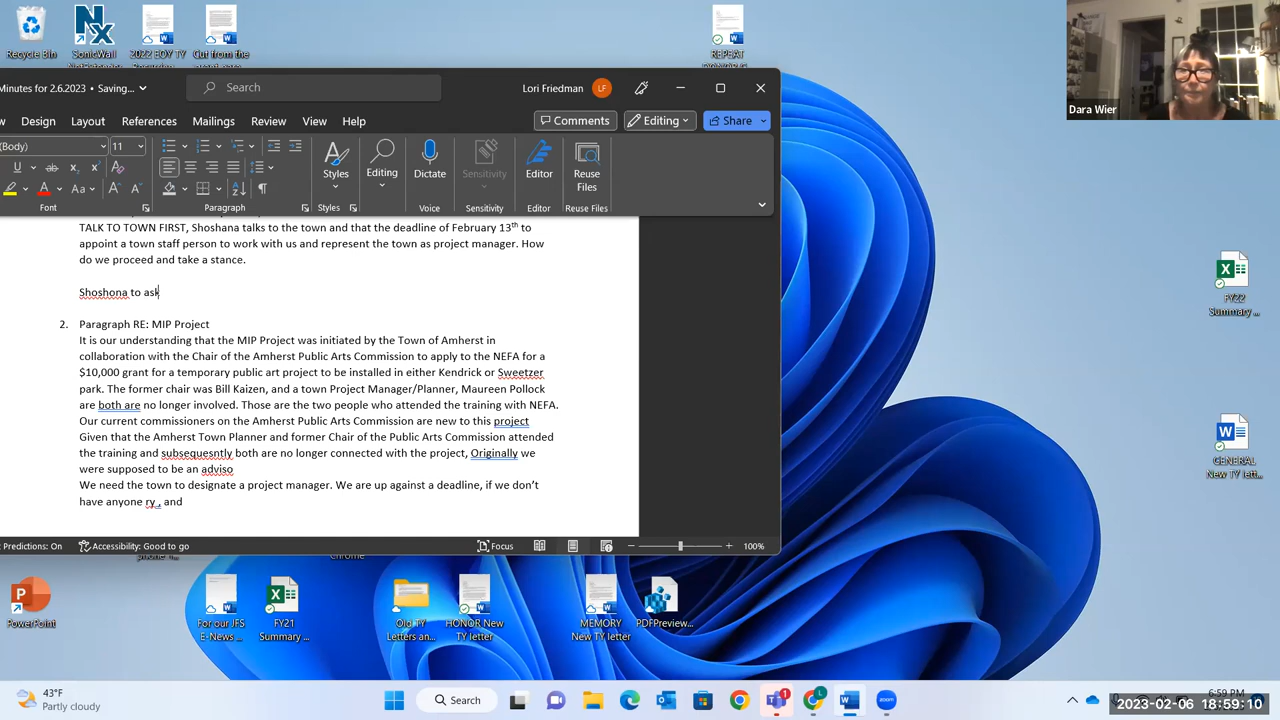 Recycle Bin
SonicWall
2022 EOY TY
Cut from the
REPEAT
Dara Wier
Minutes for 2.6.2023 • Saving...
Search
Lori Friedman
LF
Design
Layout
References
Mailings
Review
View
Help
Comments
Editing
Share
(Body)
11
Styles
Editing
Dictate
Sensitivity
Editor
Reuse
Files
Font
Paragraph
Styles
Voice
Sensitivity
Editor
Reuse Files
TALK TO TOWN FIRST, Shoshana talks to the town and that the deadline of February 13th to
appoint a town staff person to work with us and represent the town as project manager. How
do we proceed and take a stance.
Shoshona to ask
2. Paragraph RE: MIP Project
It is our understanding that the MIP Project was initiated by the Town of Amherst in
collaboration with the Chair of the Amherst Public Arts Commission to apply to the NEFA for a
$10,000 grant for a temporary public art project to be installed in either Kendrick or Sweetzer
park. The former chair was Bill Kaizen, and a town Project Manager/Planner, Maureen Pollock
are both are no longer involved. Those are the two people who attended the training with NEFA.
Our current commissioners on the Amherst Public Arts Commission are new to this project
Given that the Amherst Town Planner and former Chair of the Public Arts Commission attended
the training and subsequesntly both are no longer connected with the project, Originally we
were supposed to be an adviso
We need the town to designate a project manager. We are up against a deadline, if we don't
have anyone ry , and
Predictions: On
Accessibility: Good to go
Focus
100%
FY22
Summary ...
GENERAL
New TY lett...
PowerPoint
For our JFS
E-News ...
FY21
Summary ...
Old TY
Letters an...
HONOR New
TY letter
MEMORY
New TY letter
PDFPreview...
43°F
Partly cloudy
Search
1
L
6:59 PM
2023-02-06 18:59:10